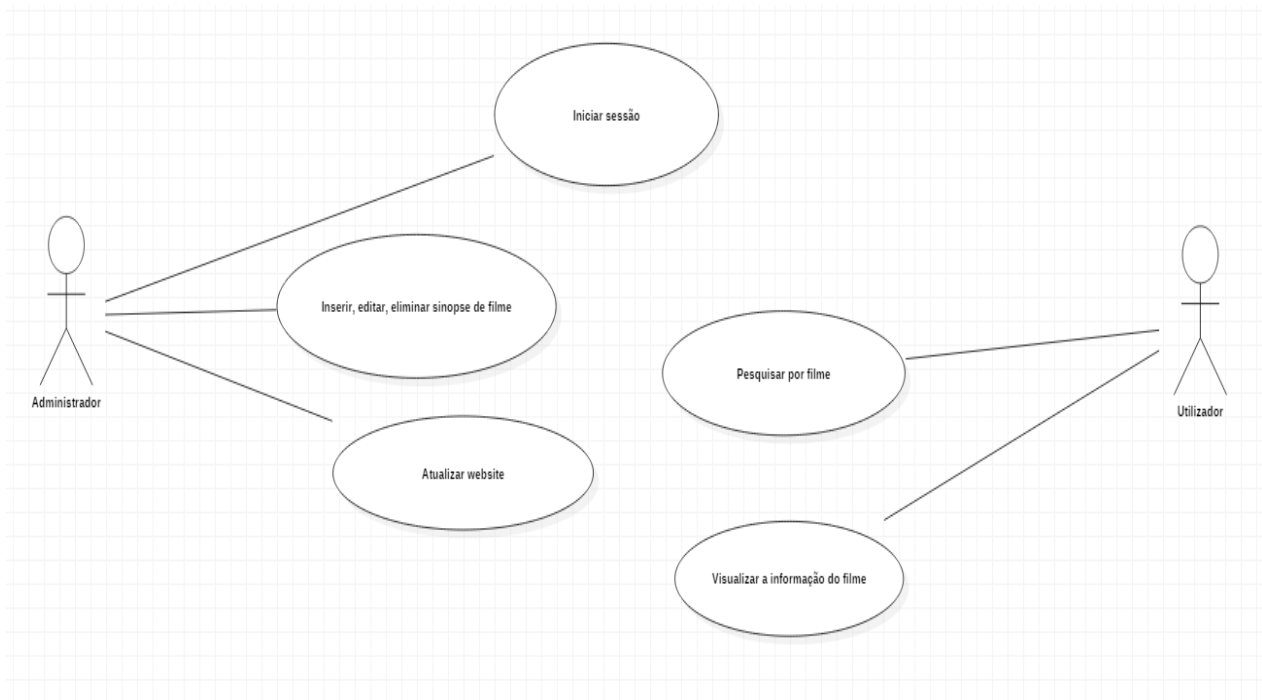 Iniciar sessão
Inserir, editar, eliminar sinopse de filme
Pesquisar por filme
Administrador
Utilizador
Atualizar website
Visualizar a informação do filme